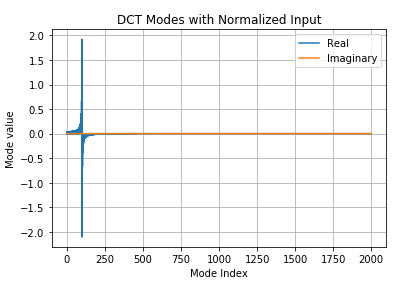 DCT Modes with Normalized Input
Real
Imaginary
2.0
1.5
1.0
0.5
0.0
−0.5
−1.0
−1.5
−2.0
Mode value
0 250 500 750 1000 1250 1500 1750 2000
Mode Index